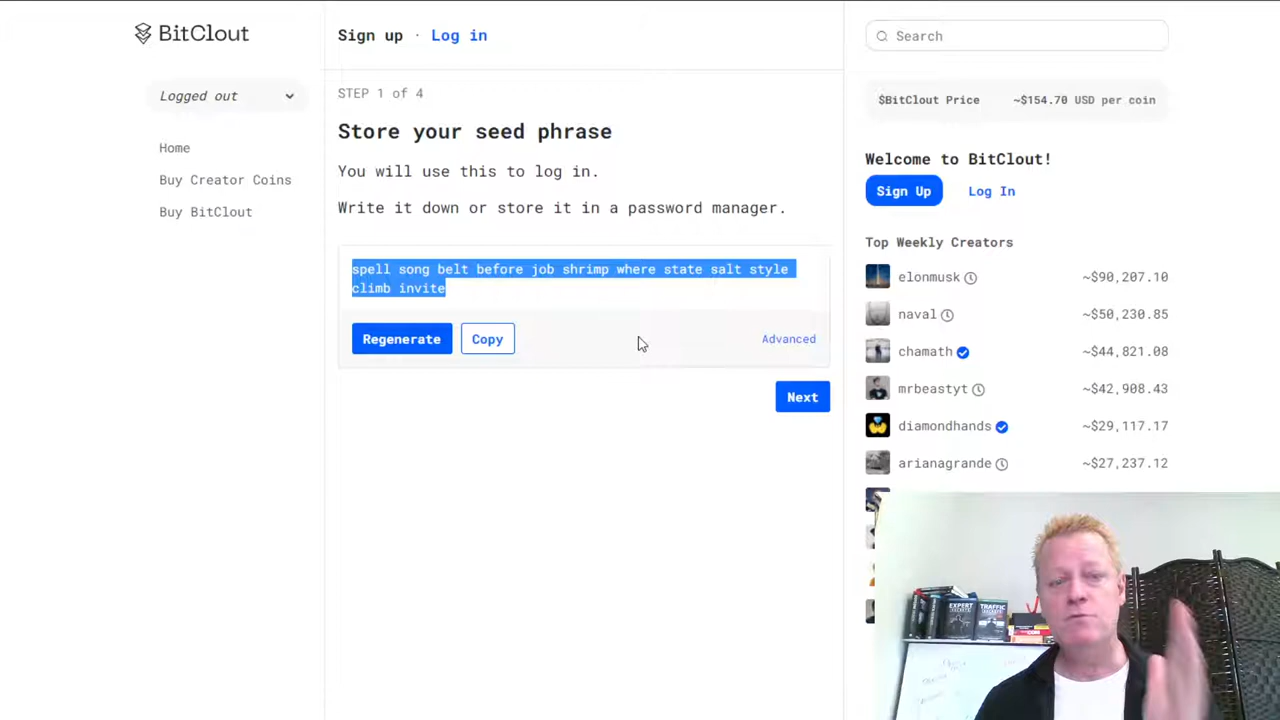 BitClout
Sign up · Log in
Search
Logged out
STEP 1 of 4
$BitClout Price ~$154.70 USD per coin
Store your seed phrase
Home
Welcome to BitClout!
You will use this to log in.
Buy Creator Coins
Sign Up Log In
Write it down or store it in a password manager.
Buy BitClout
Top Weekly Creators
spell song belt before job shrimp where state salt style
climb invite
elonmusk ~$90,207.10
naval ~$50,230.85
Regenerate Copy Advanced
chamath ~$44,821.08
mrbeastyt ~$42,908.43
Next
diamondhands ~$29,117.17
arianagrande ~$27,237.12
EXPERT
SECRETS
TRAFFIC
SECRETS